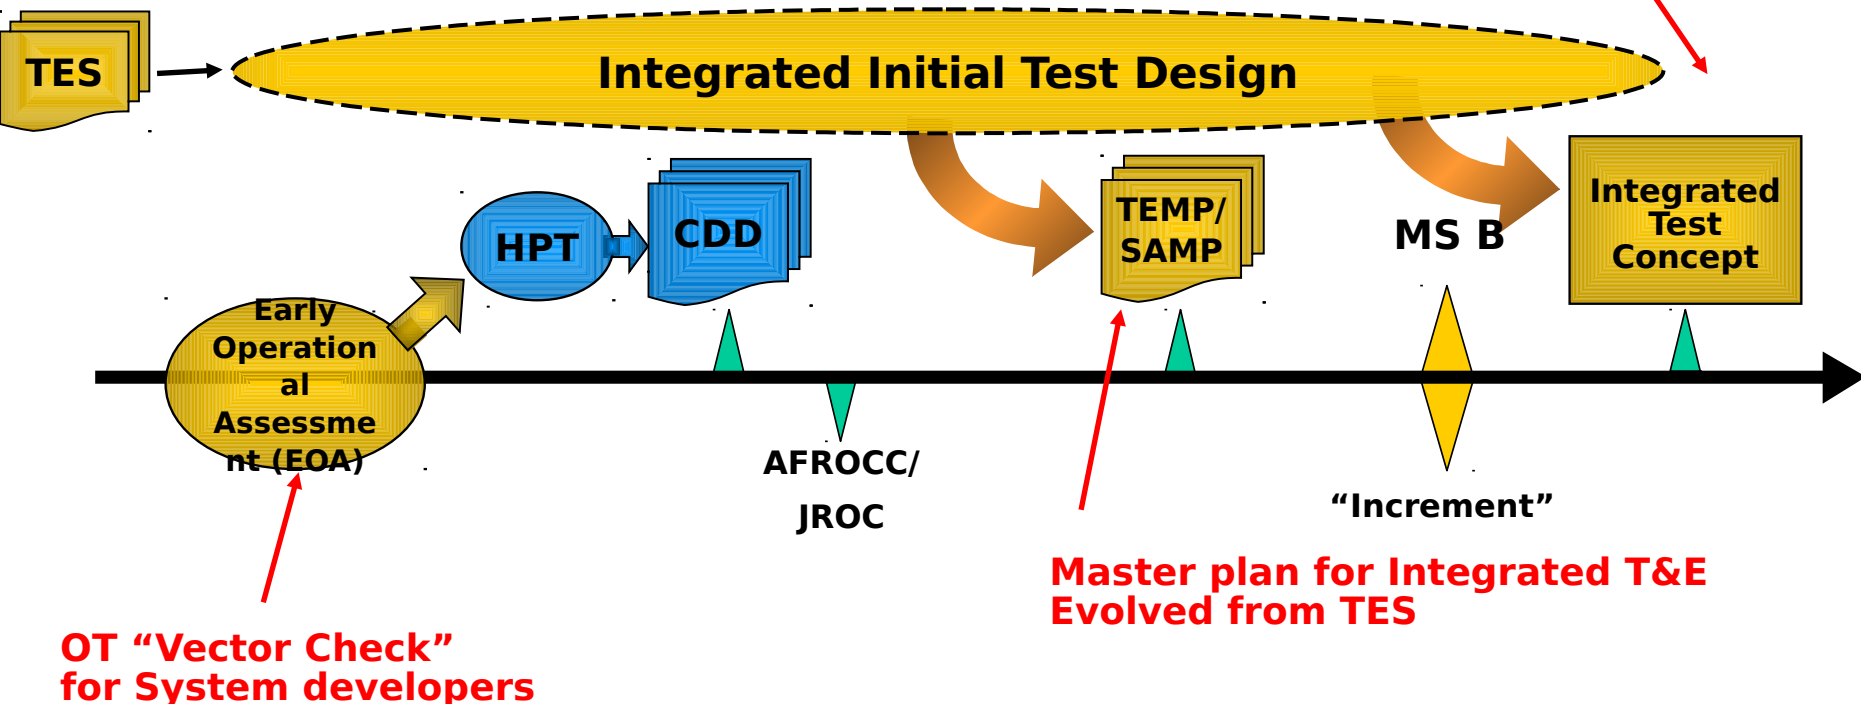 TES
Integrated Initial Test Design
HPT
CDD
TEMP/
SAMP
MS B
Integrated
Test
Concept
Early
Operation
al
Assessme
nt (EOA)
AFROCC/
JROC
“Increment”
Master plan for Integrated T&E
Evolved from TES
OT “Vector Check”
for System developers